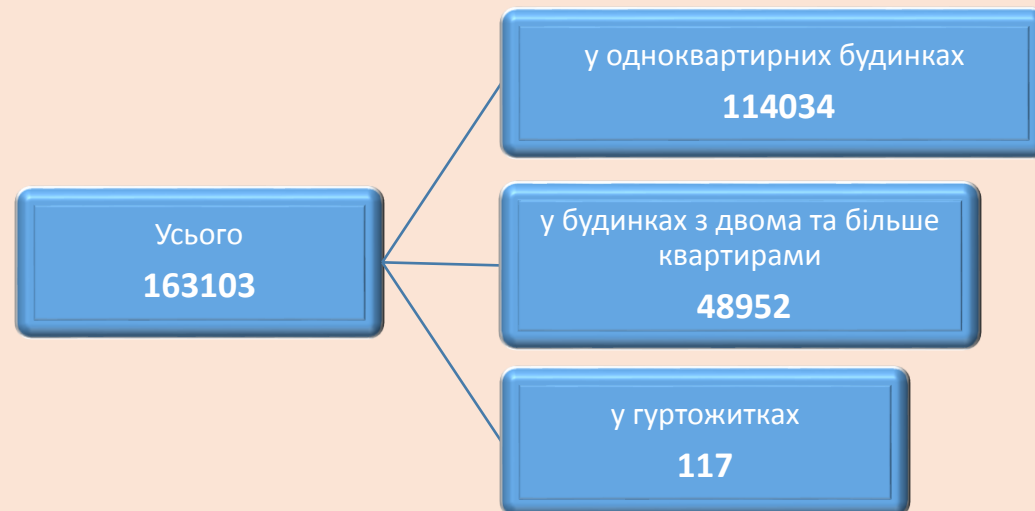 Усього
163103
у одноквартирних будинках
114034
у будинках з двома та більше
квартирами
48952
у гуртожитках
117